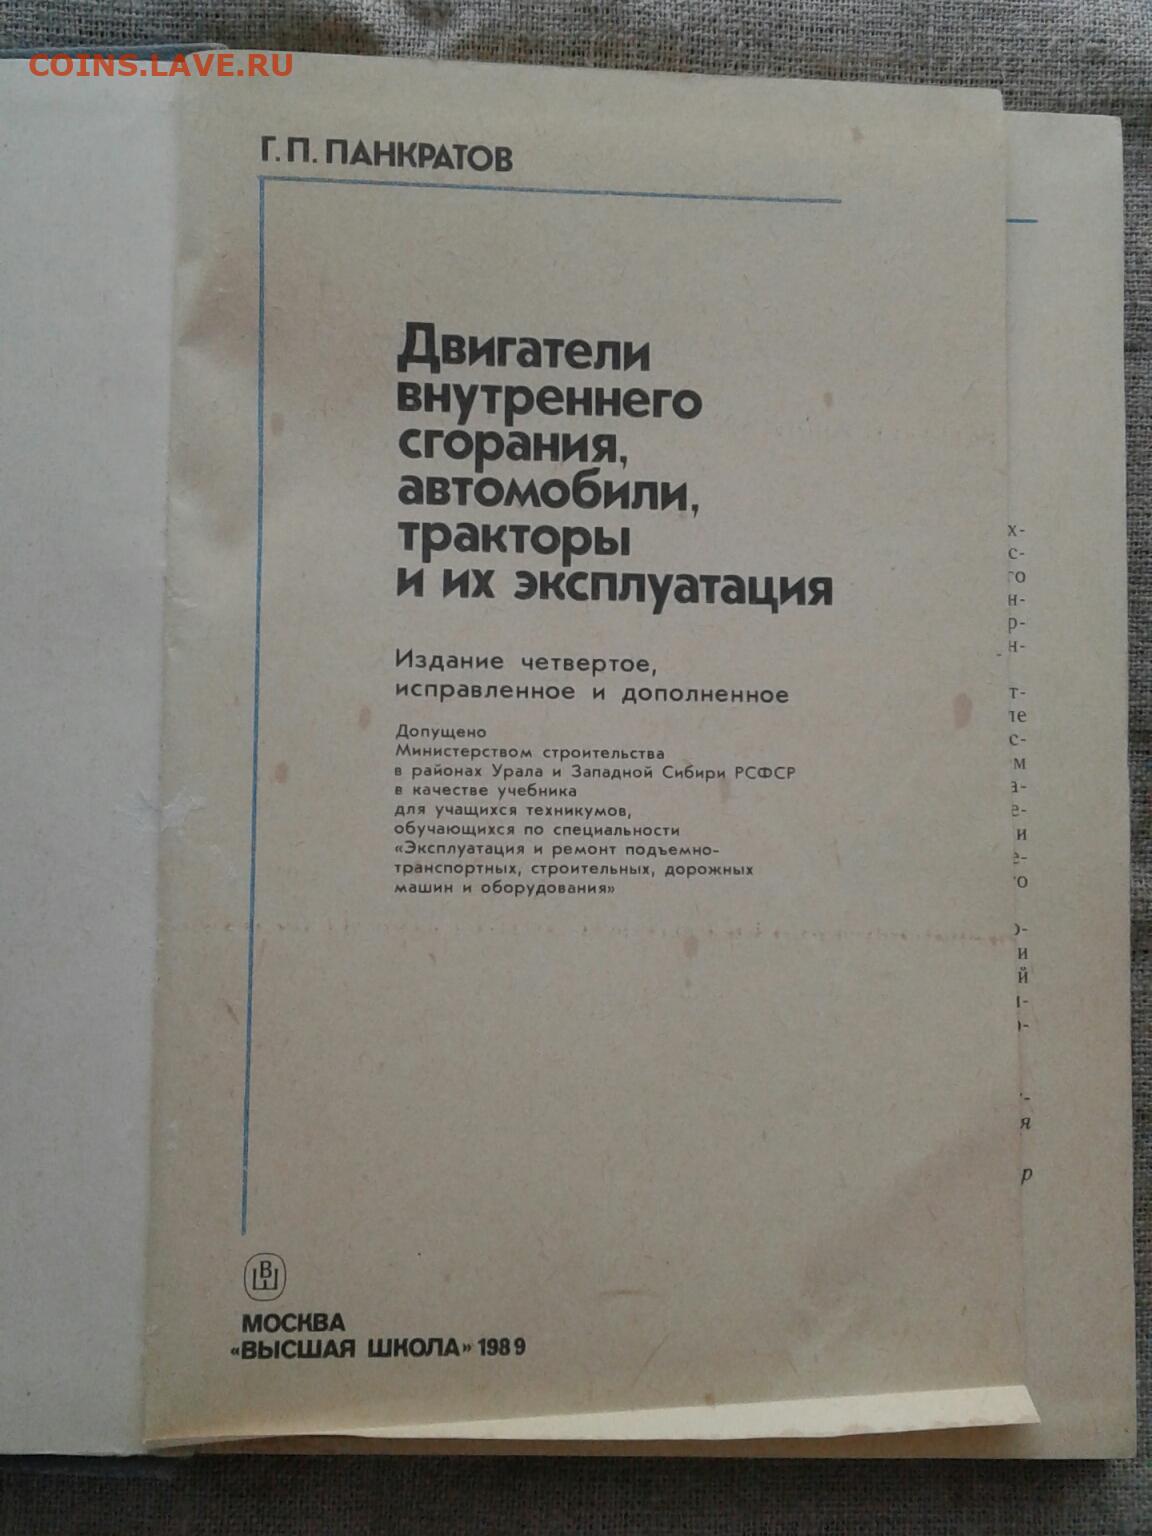 COINS.LAVE.RU
Г. П. ПАНКРАТОВ
Двигатели
внутреннего
сгорания,
автомобили,
тракторы
и их эксплуатация
Издание четвертое,
исправленное и дополненное
Допущено
Министерством строительства
в районах Урала и Западной Сибири РСФСР
в качестве учебника
для учащихся техникумов,
обучающихся по специальности
«Эксплуатация и ремонт подъемно-
транспортных, строительных, дорожных
машин и оборудования»
ВШ
МОСКВА
«ВЫСШАЯ ШКОЛА» 1989